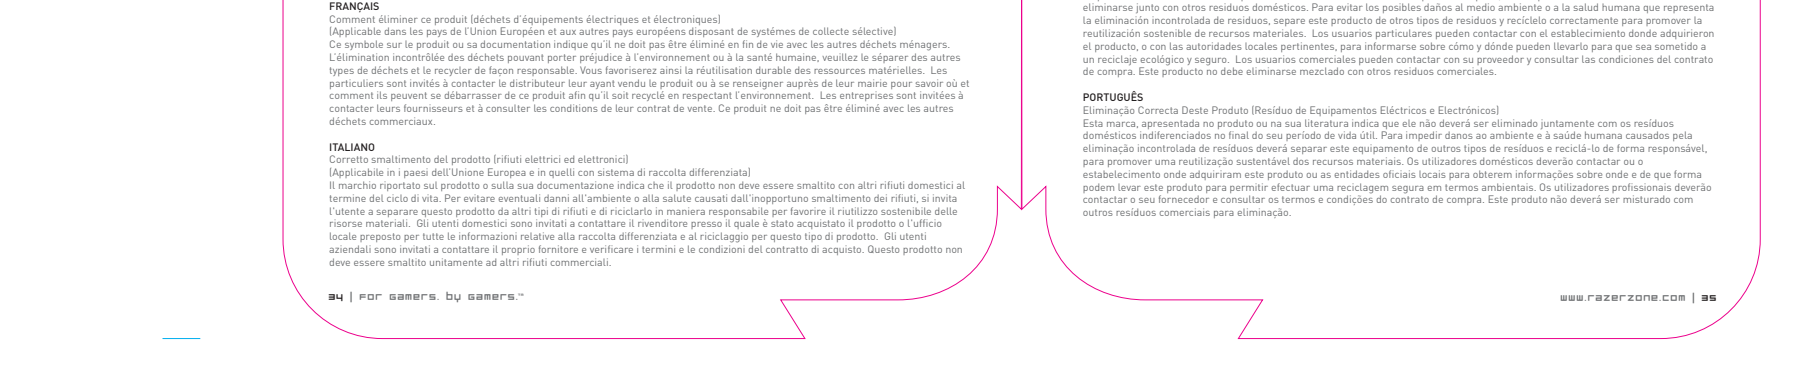 FRANÇAIS
Comment éliminer ce produit (déchets d'équipements électriques et électroniques)
(Applicable dans les pays de l'Union Européen et aux autres pays européens disposant de systémes de collecte sélective)
Ce symbole sur le produit ou sa documentation indique qu'il ne doit pas être éliminé en fin de vie avec les autres déchets ménagers.
L'élimination incontrôlée des déchets pouvant porter préjudice à l'environnement ou à la santé humaine, veuillez le séparer des autres
types de déchets et le recycler de façon responsable. Vous favoriserez ainsi la réutilisation durable des ressources matérielles.  Les
particuliers sont invités à contacter le distributeur leur ayant vendu le produit ou à se renseigner auprès de leur mairie pour savoir où et
comment ils peuvent se débarrasser de ce produit afin qu'il soit recyclé en respectant l'environnement.  Les entreprises sont invitées à
contacter leurs fournisseurs et à consulter les conditions de leur contrat de vente. Ce produit ne doit pas être éliminé avec les autres
déchets commerciaux.
ITALIANO
Corretto smaltimento del prodotto (rifiuti elettrici ed elettronici)
(Applicabile in i paesi dell'Unione Europea e in quelli con sistema di raccolta differenziata)
Il marchio riportato sul prodotto o sulla sua documentazione indica che il prodotto non deve essere smaltito con altri rifiuti domestici al
termine del ciclo di vita. Per evitare eventuali danni all'ambiente o alla salute causati dall'inopportuno smaltimento dei rifiuti, si invita
l'utente a separare questo prodotto da altri tipi di rifiuti e di riciclarlo in maniera responsabile per favorire il riutilizzo sostenibile delle
risorse materiali.  Gli utenti domestici sono invitati a contattare il rivenditore presso il quale è stato acquistato il prodotto o l'ufficio
locale preposto per tutte le informazioni relative alla raccolta differenziata e al riciclaggio per questo tipo di prodotto.  Gli utenti
aziendali sono invitati a contattare il proprio fornitore e verificare i termini e le condizioni del contratto di acquisto. Questo prodotto non
deve essere smaltito unitamente ad altri rifiuti commerciali.
34 | For gamers. by gamers.™
eliminarse junto con otros residuos domésticos. Para evitar los posibles daños al medio ambiente o a la salud humana que representa
la eliminación incontrolada de residuos, separe este producto de otros tipos de residuos y recíclelo correctamente para promover la
reutilización sostenible de recursos materiales.  Los usuarios particulares pueden contactar con el establecimiento donde adquirieron
el producto, o con las autoridades locales pertinentes, para informarse sobre cómo y dónde pueden llevarlo para que sea sometido a
un reciclaje ecológico y seguro.  Los usuarios comerciales pueden contactar con su proveedor y consultar las condiciones del contrato
de compra. Este producto no debe eliminarse mezclado con otros residuos comerciales.
PORTUGUÊS
Eliminação Correcta Deste Produto (Resíduo de Equipamentos Eléctricos e Electrónicos)
Esta marca, apresentada no produto ou na sua literatura indica que ele não deverá ser eliminado juntamente com os resíduos
domésticos indiferenciados no final do seu período de vida útil. Para impedir danos ao ambiente e à saúde humana causados pela
eliminação incontrolada de resíduos deverá separar este equipamento de outros tipos de resíduos e reciclá-lo de forma responsável,
para promover uma reutilização sustentável dos recursos materiais. Os utilizadores domésticos deverão contactar ou o
estabelecimento onde adquiriram este produto ou as entidades oficiais locais para obterem informações sobre onde e de que forma
podem levar este produto para permitir efectuar uma reciclagem segura em termos ambientais. Os utilizadores profissionais deverão
contactar o seu fornecedor e consultar os termos e condições do contrato de compra. Este produto não deverá ser misturado com
outros resíduos comerciais para eliminação.
www.razerzone.com | 35